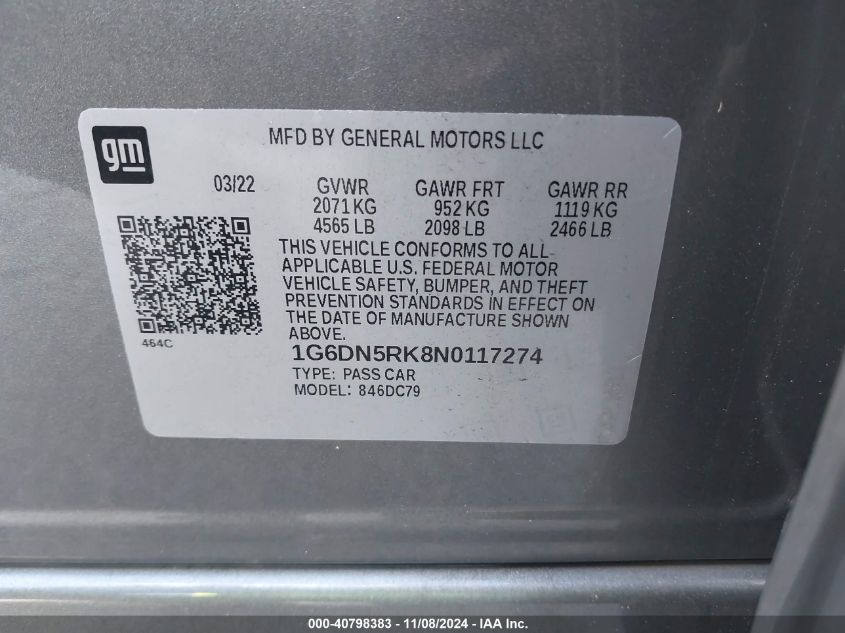 gm
MFD BY GENERAL MOTORS LLC
03/22 GVWR GAWR FRT GAWR RR
2071 KG 952 KG 1119 KG
4565 LB 2098 LB 2466 LB
THIS VEHICLE CONFORMS TO ALL
APPLICABLE U.S. FEDERAL MOTOR
VEHICLE SAFETY, BUMPER, AND THEFT
PREVENTION STANDARDS IN EFFECT ON
THE DATE OF MANUFACTURE SHOWN
ABOVE.
464C
1G6DN5RK8N0117274
TYPE: PASS CAR
MODEL: 846DC79
000-40798383 - 11/08/2024 - IAA Inc.